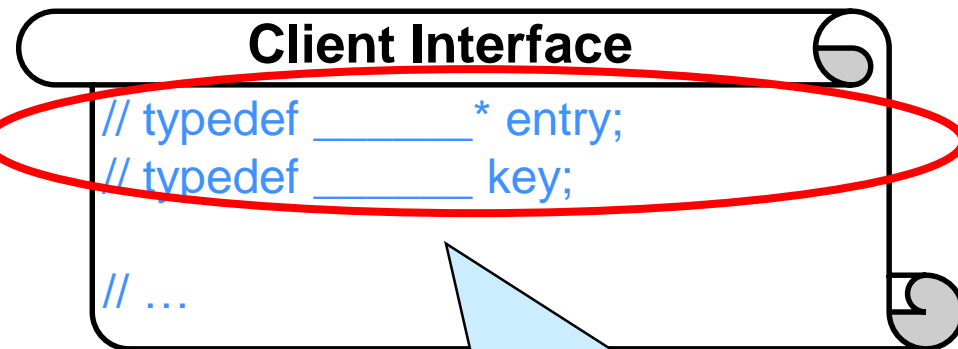 Client Interface
// typedef ______* entry;
// typedef ______ key;
// …